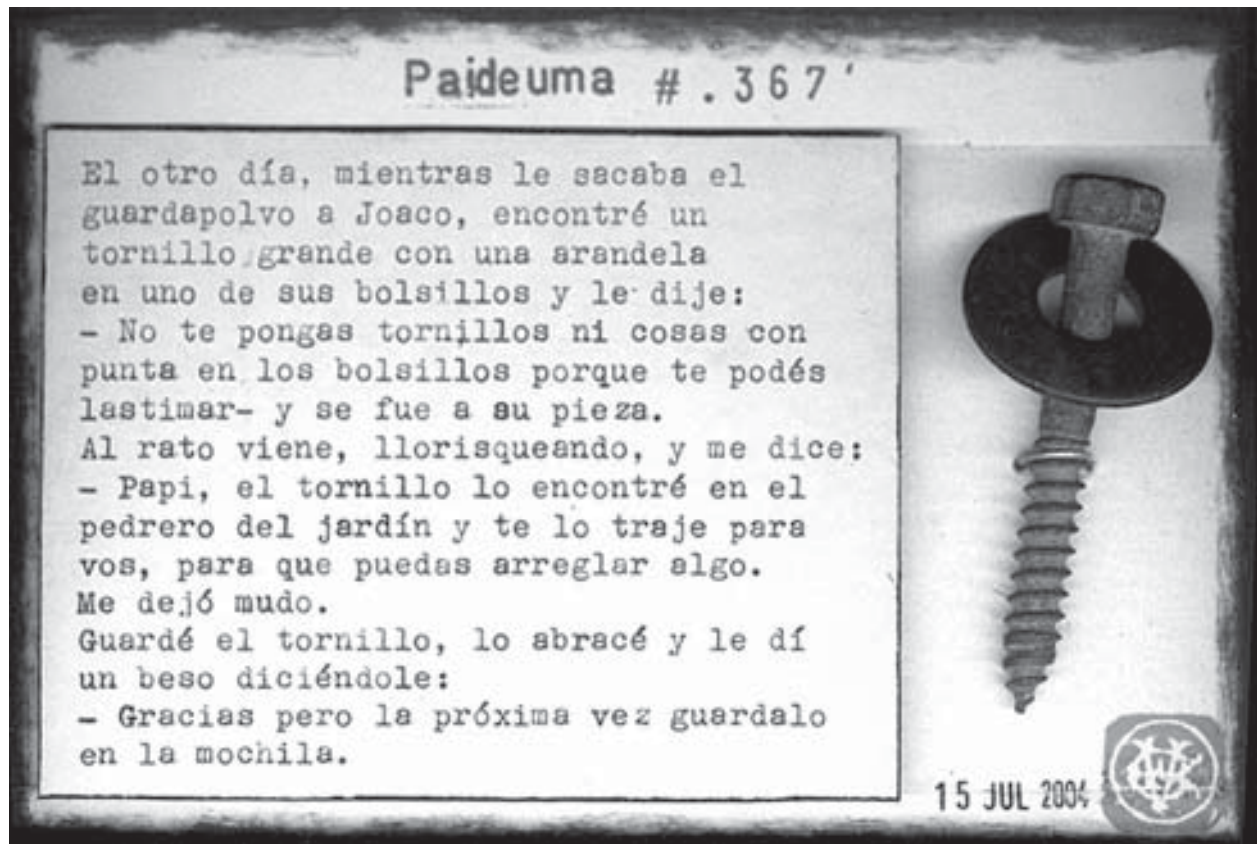 Paideuma #.367'
El otro día, mientras le sacaba el
guardapolvo a Joaco, encontré un
tornillo grande con una arandela
en uno de sus bolsillos y le dije:
- No te pongas tornillos ni cosas con
punta en los bolsillos porque te podés
lastimar- y se fue a su pieza.
Al rato viene, llorisqueando, y me dice:
- Papi, el tornillo lo encontré en el
pedrero del jardín y te lo traje para
vos, para que puedas arreglar algo.
Me dejó mudo.
Guardé el tornillo, lo abracé y le dí
un beso diciéndole:
- Gracias pero la próxima vez guardalo
en la mochila.
15 JUL 2004